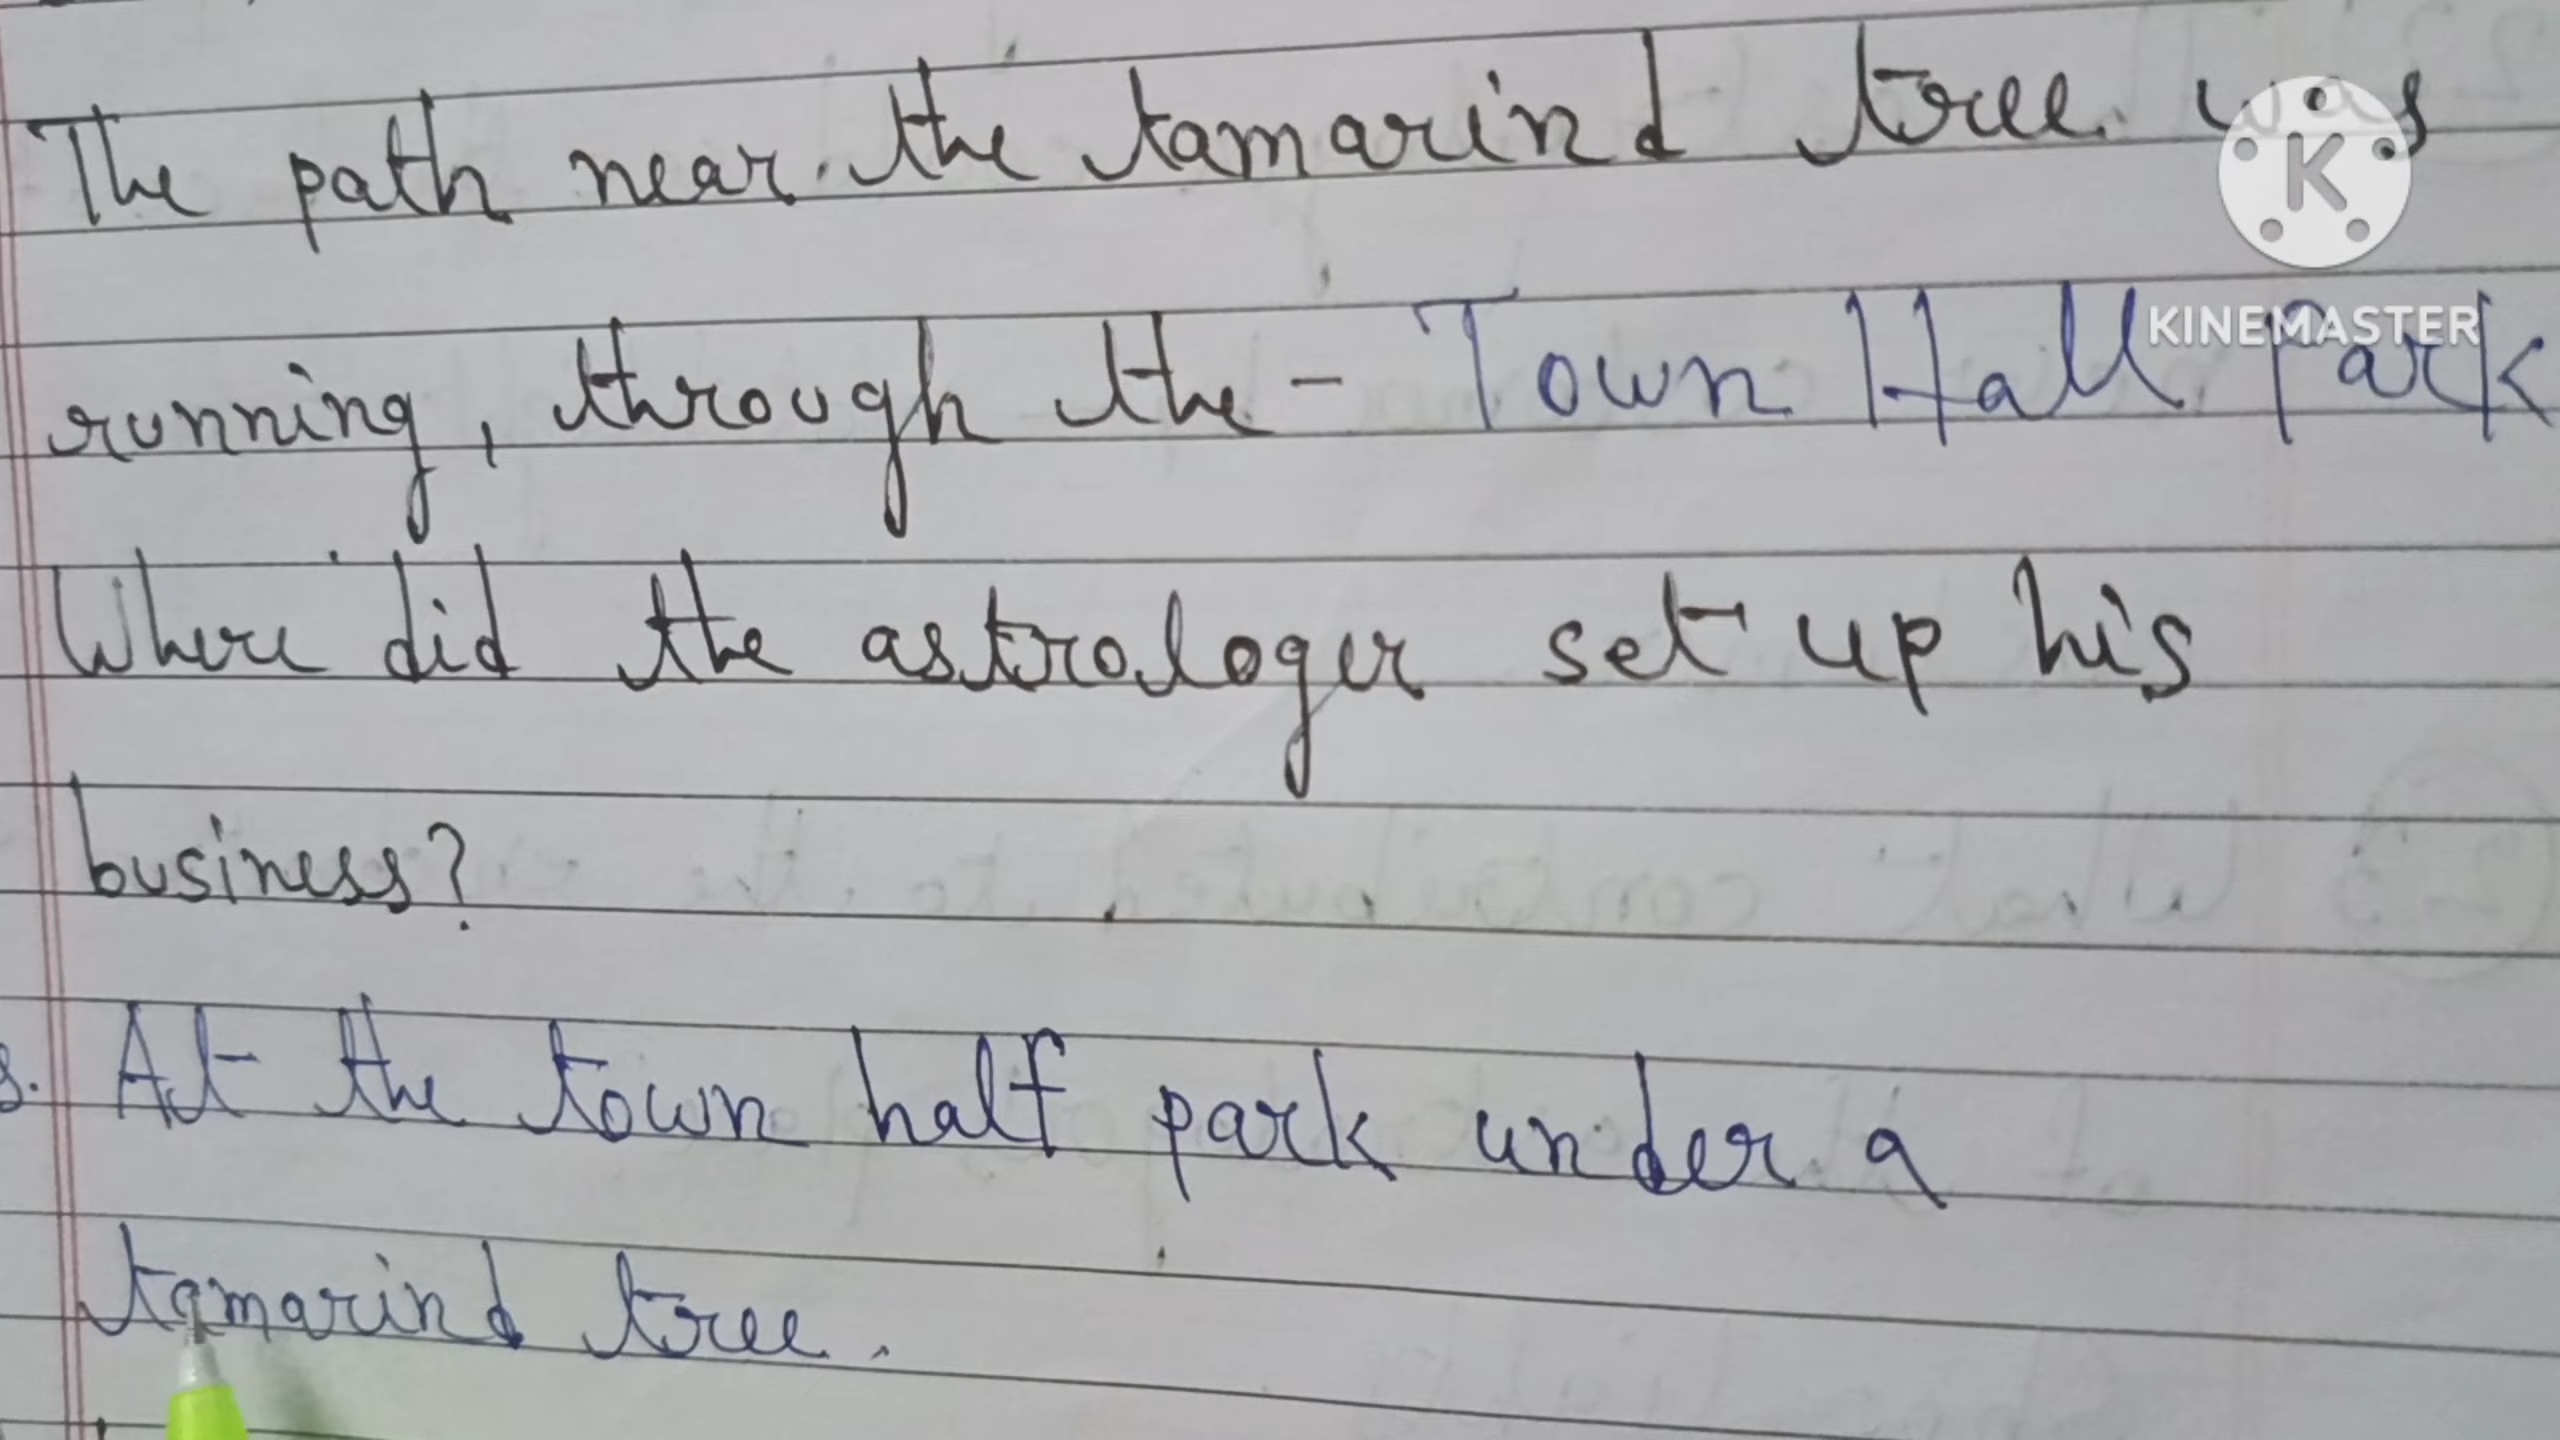 The path near the tamarind tree was
K
KINEMASTER
running, through the - Town Hall Park
Where did the astrologer set up his
business?
s. At the town half park under a
tamarind tree.